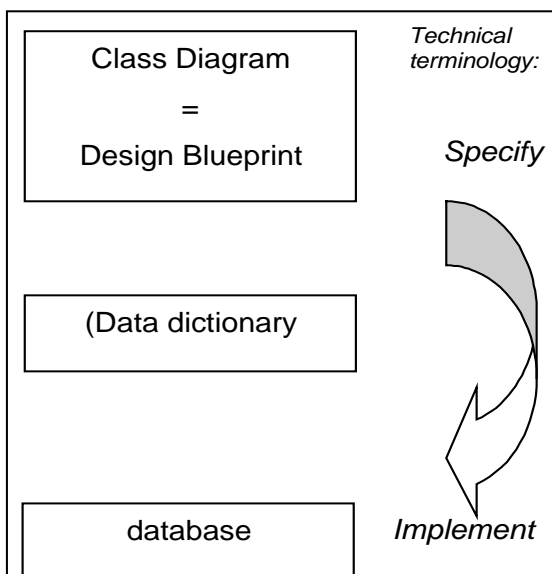 Class Diagram
=
Design Blueprint
Technical
terminology:
Specify
(Data dictionary
database
Implement